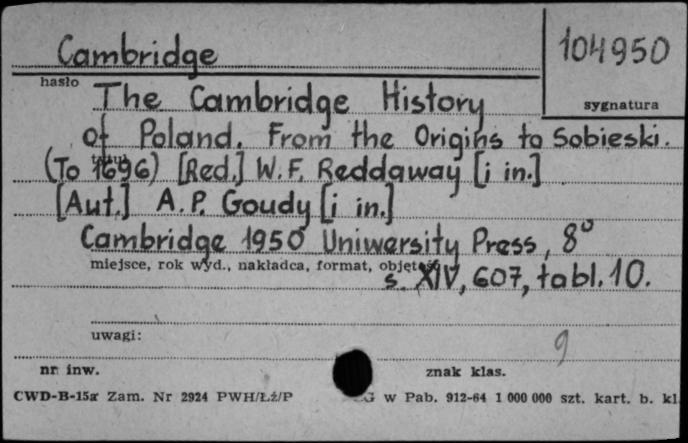 Cambridge
104950
hasło
sygnatura
The Cambridge History
of Poland. From the Origins to Sobieski.
tytuł
(To 1696) [Red.] W. F. Reddaway [i in.]
[Aut.] A. P. Goudy [i in.]
Cambridge 1950 Uniwersity Press, 8°
miejsce, rok wyd., nakładca, format, objętość
s. XIV, 607, tabl. 10.
uwagi:
9
nr inw.
znak klas.
CWD-B-15a Zam. Nr 2924 PWH/Łż/P w Pab. 912-64 1 000 000 szt. kart. b. kl.